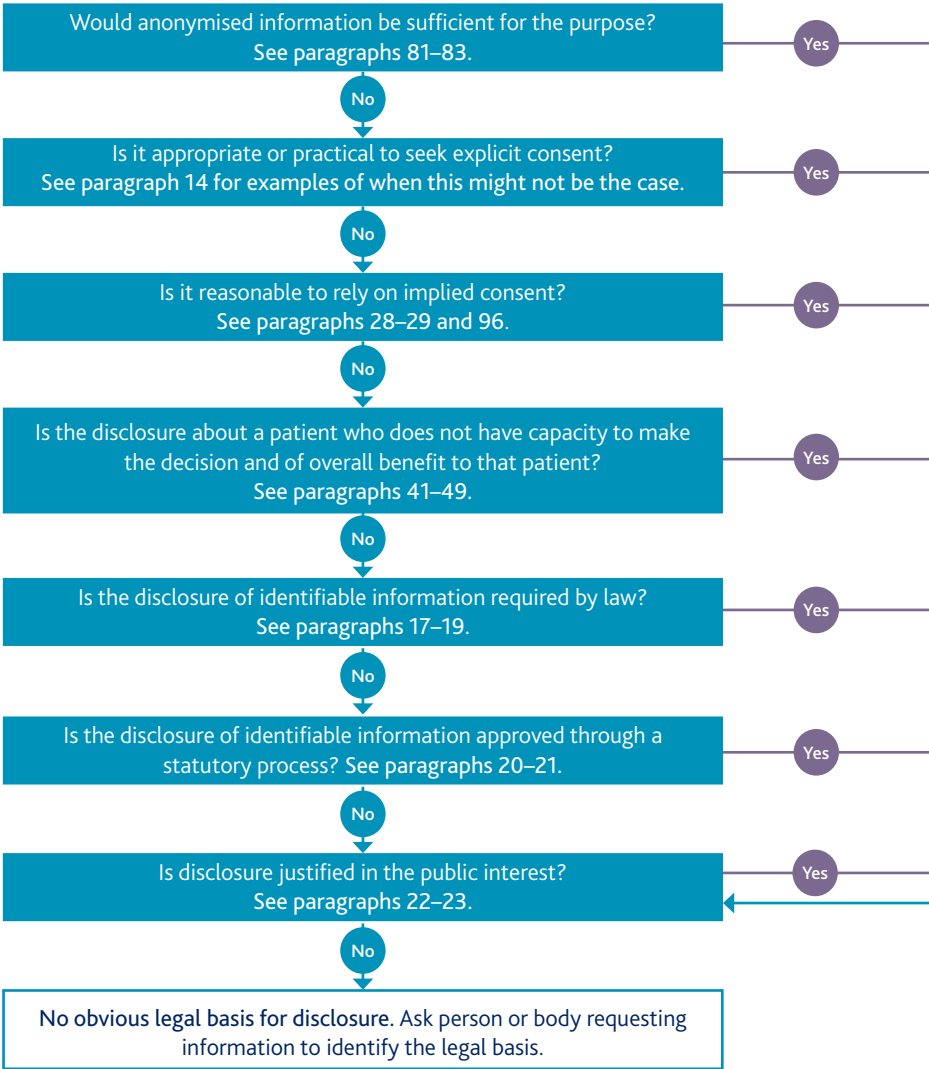 Would anonymised information be sufficient for the purpose?
See paragraphs 81–83.
Yes
No
Is it appropriate or practical to seek explicit consent?
See paragraph 14 for examples of when this might not be the case.
Yes
No
Is it reasonable to rely on implied consent?
See paragraphs 28–29 and 96.
Yes
No
Is the disclosure about a patient who does not have capacity to make
the decision and of overall benefit to that patient?
See paragraphs 41–49.
Yes
No
Is the disclosure of identifiable information required by law?
See paragraphs 17–19.
Yes
No
Is the disclosure of identifiable information approved through a
statutory process? See paragraphs 20–21.
Yes
No
Is disclosure justified in the public interest?
See paragraphs 22–23.
Yes
No
No obvious legal basis for disclosure. Ask person or body requesting
information to identify the legal basis.